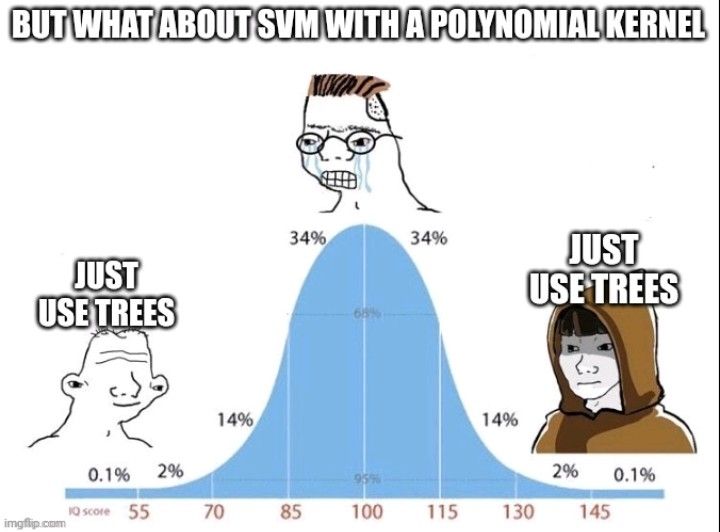 BUT WHAT ABOUT SVM WITH A POLYNOMIAL KERNEL
34% 34%
JUST
USE TREES
JUST
USE TREES
68%
14% 14%
0.1% 2% 95% 2% 0.1%
IQ score 55 70 85 100 115 130 145
imgflip.com